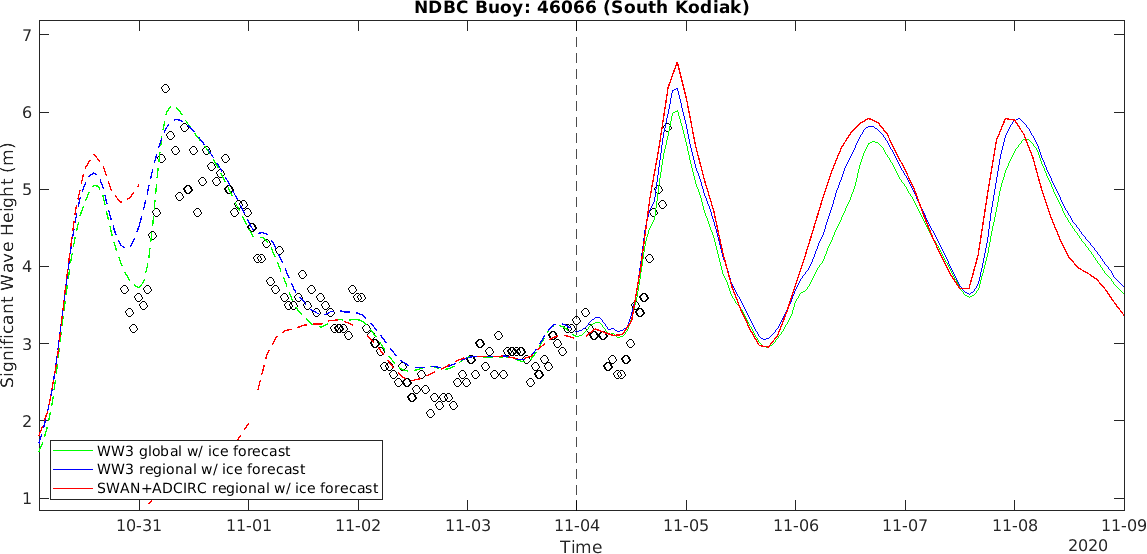 NDBC Buoy: 46066 (South Kodiak)
7
6
5
4
3
2
1
Significant Wave Height (m)
WW3 global w/ ice forecast
WW3 regional w/ ice forecast
SWAN+ADCIRC regional w/ ice forecast
10-31 11-01 11-02 11-03 11-04 11-05 11-06 11-07 11-08 11-09
Time
2020